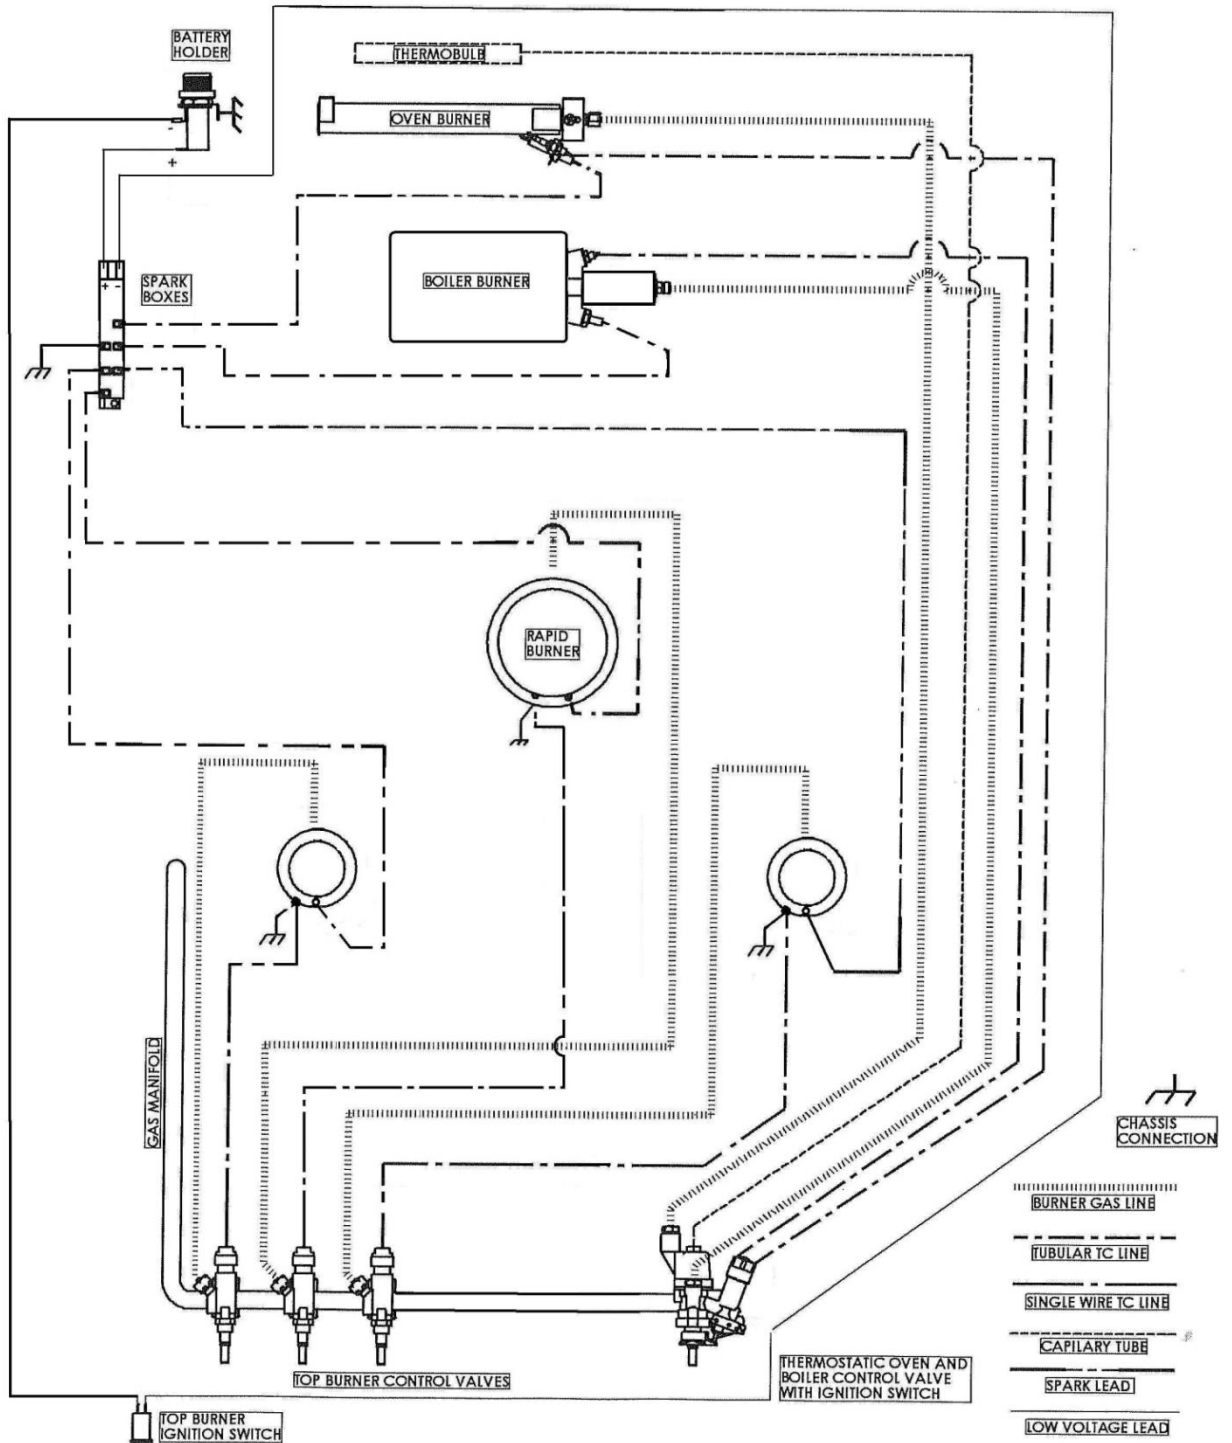 BATTERY
HOLDER
THERMOBULB
OVEN BURNER
-
+
SPARK
BOXES
+ -
BOILER BURNER
RAPID
BURNER
GAS MANIFOLD
CHASSIS
CONNECTION
BURNER GAS LINE
TUBULAR TC LINE
SINGLE WIRE TC LINE
CAPILARY TUBE
SPARK LEAD
LOW VOLTAGE LEAD
TOP BURNER CONTROL VALVES
THERMOSTATIC OVEN AND
BOILER CONTROL VALVE
WITH IGNITION SWITCH
TOP BURNER
IGNITION SWITCH